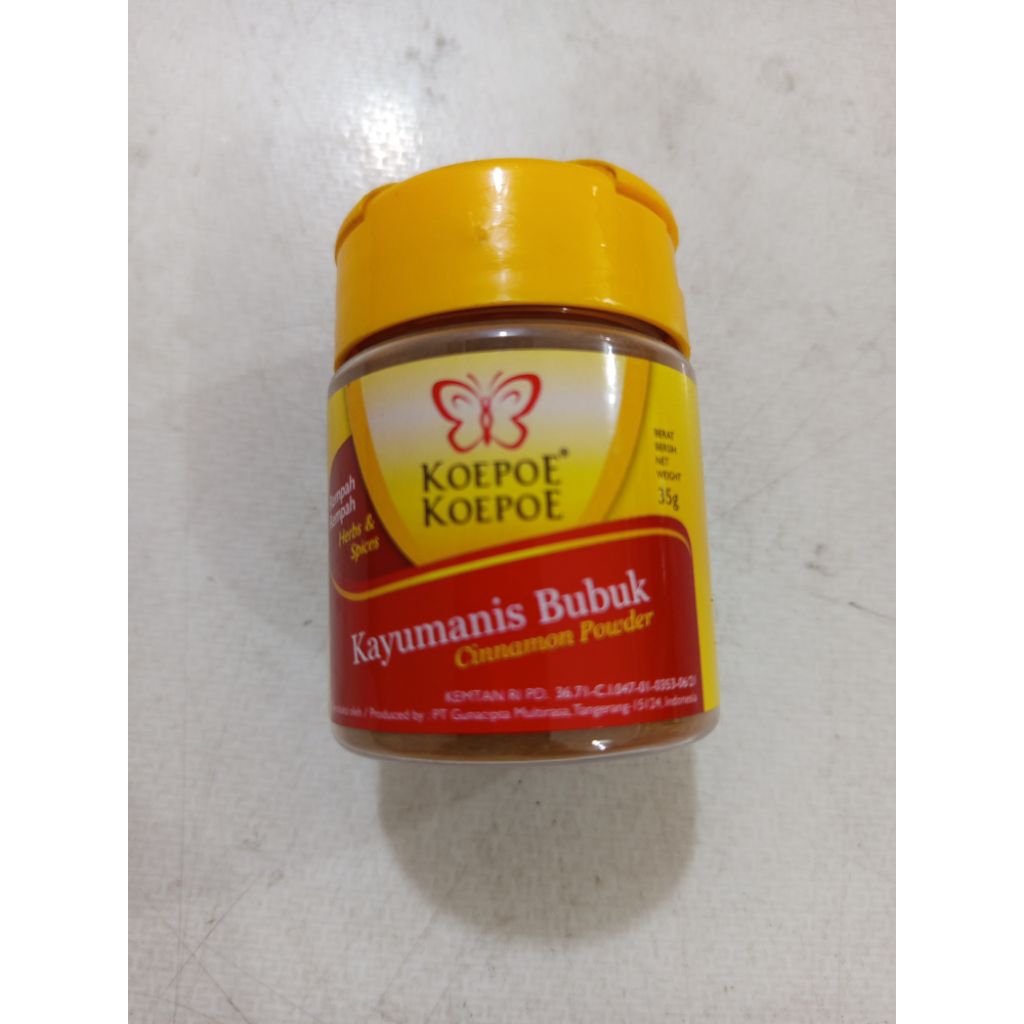 KOEPOE®
KOEPOE
BERAT
BERSIH
NET
WEIGHT
35g
Rempah
Rempah
Herbs &
Spices
Kayumanis Bubuk
Cinnamon Powder
KEMTAN RI PD. 36.71-C.I.047-01-0353-06/21
/ Produced by : PT Gunacipta Multirasa, Tangerang-15124, Indonesia